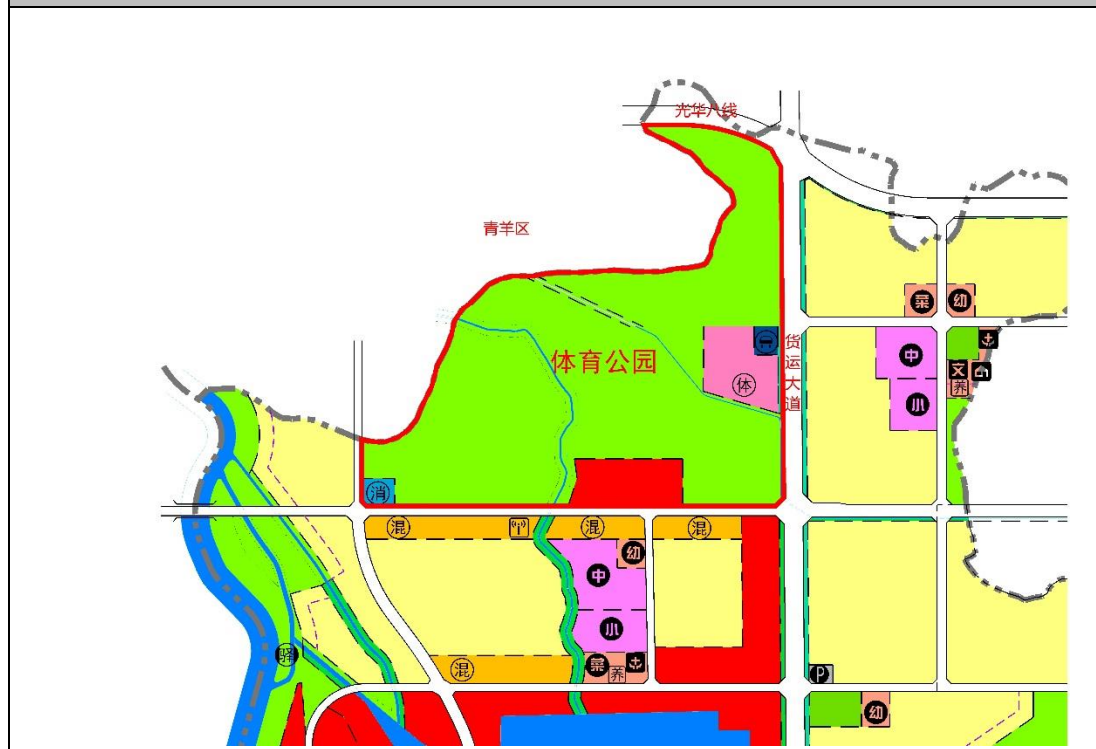 光华八线
青羊区
菜
幼
体育公园
货运大道
中
文
体
养
小
消
混
混
混
幼
中
小
驿
混
菜
养
P
幼